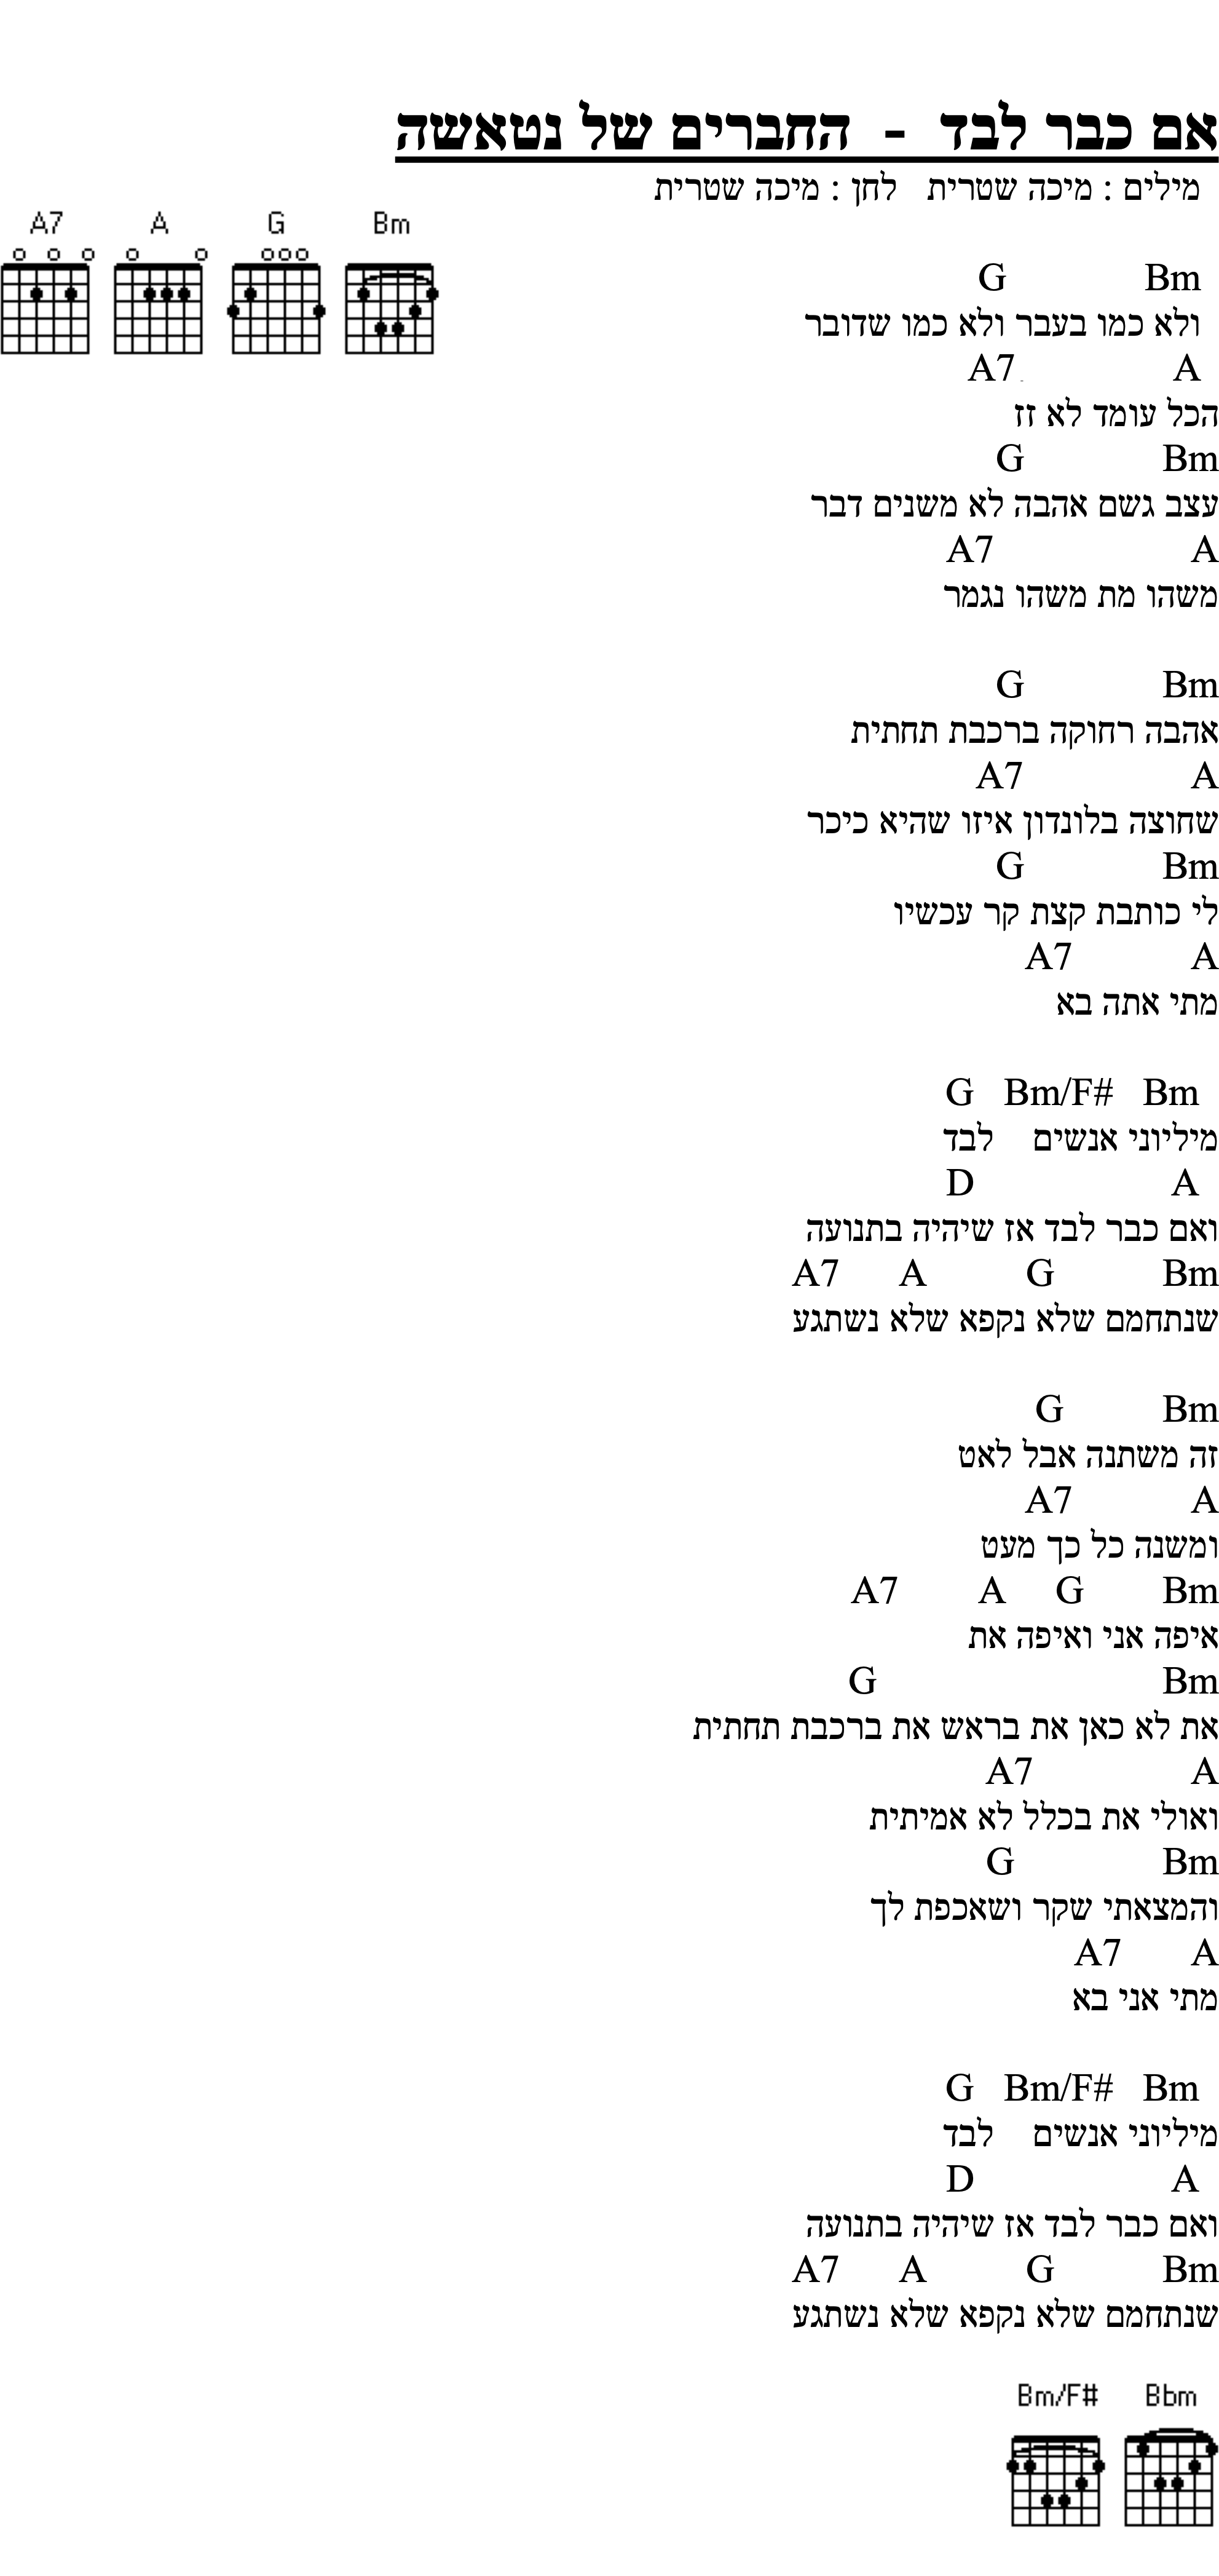 אם כבר לבד - החברים של נטאשה
מילים : מיכה שטרית   לחן : מיכה שטרית
A7 A G Bm
G Bm
ולא כמו בעבר ולא כמו שדובר
A7 A
הכל עומד לא זז
G Bm
עצב גשם אהבה לא משנים דבר
A7 A
משהו מת משהו נגמר
G Bm
אהבה רחוקה ברכבת תחתית
A7 A
שחוצה בלונדון איזו שהיא כיכר
G Bm
לי כותבת קצת קר עכשיו
A7 A
מתי אתה בא
G Bm/F# Bm
מיליוני אנשים לבד
D A
ואם כבר לבד אז שיהיה בתנועה
A7 A G Bm
שנתחמם שלא נקפא שלא נשתגע
G Bm
זה משתנה אבל לאט
A7 A
ומשנה כל כך מעט
A7 A G Bm
איפה אני ואיפה את
G Bm
את לא כאן את בראש את ברכבת תחתית
A7 A
ואולי את בכלל לא אמיתית
G Bm
והמצאתי שקר ושאכפת לך
A7 A
מתי אני בא
G Bm/F# Bm
מיליוני אנשים לבד
D A
ואם כבר לבד אז שיהיה בתנועה
A7 A G Bm
שנתחמם שלא נקפא שלא נשתגע
Bm/F# Bbm